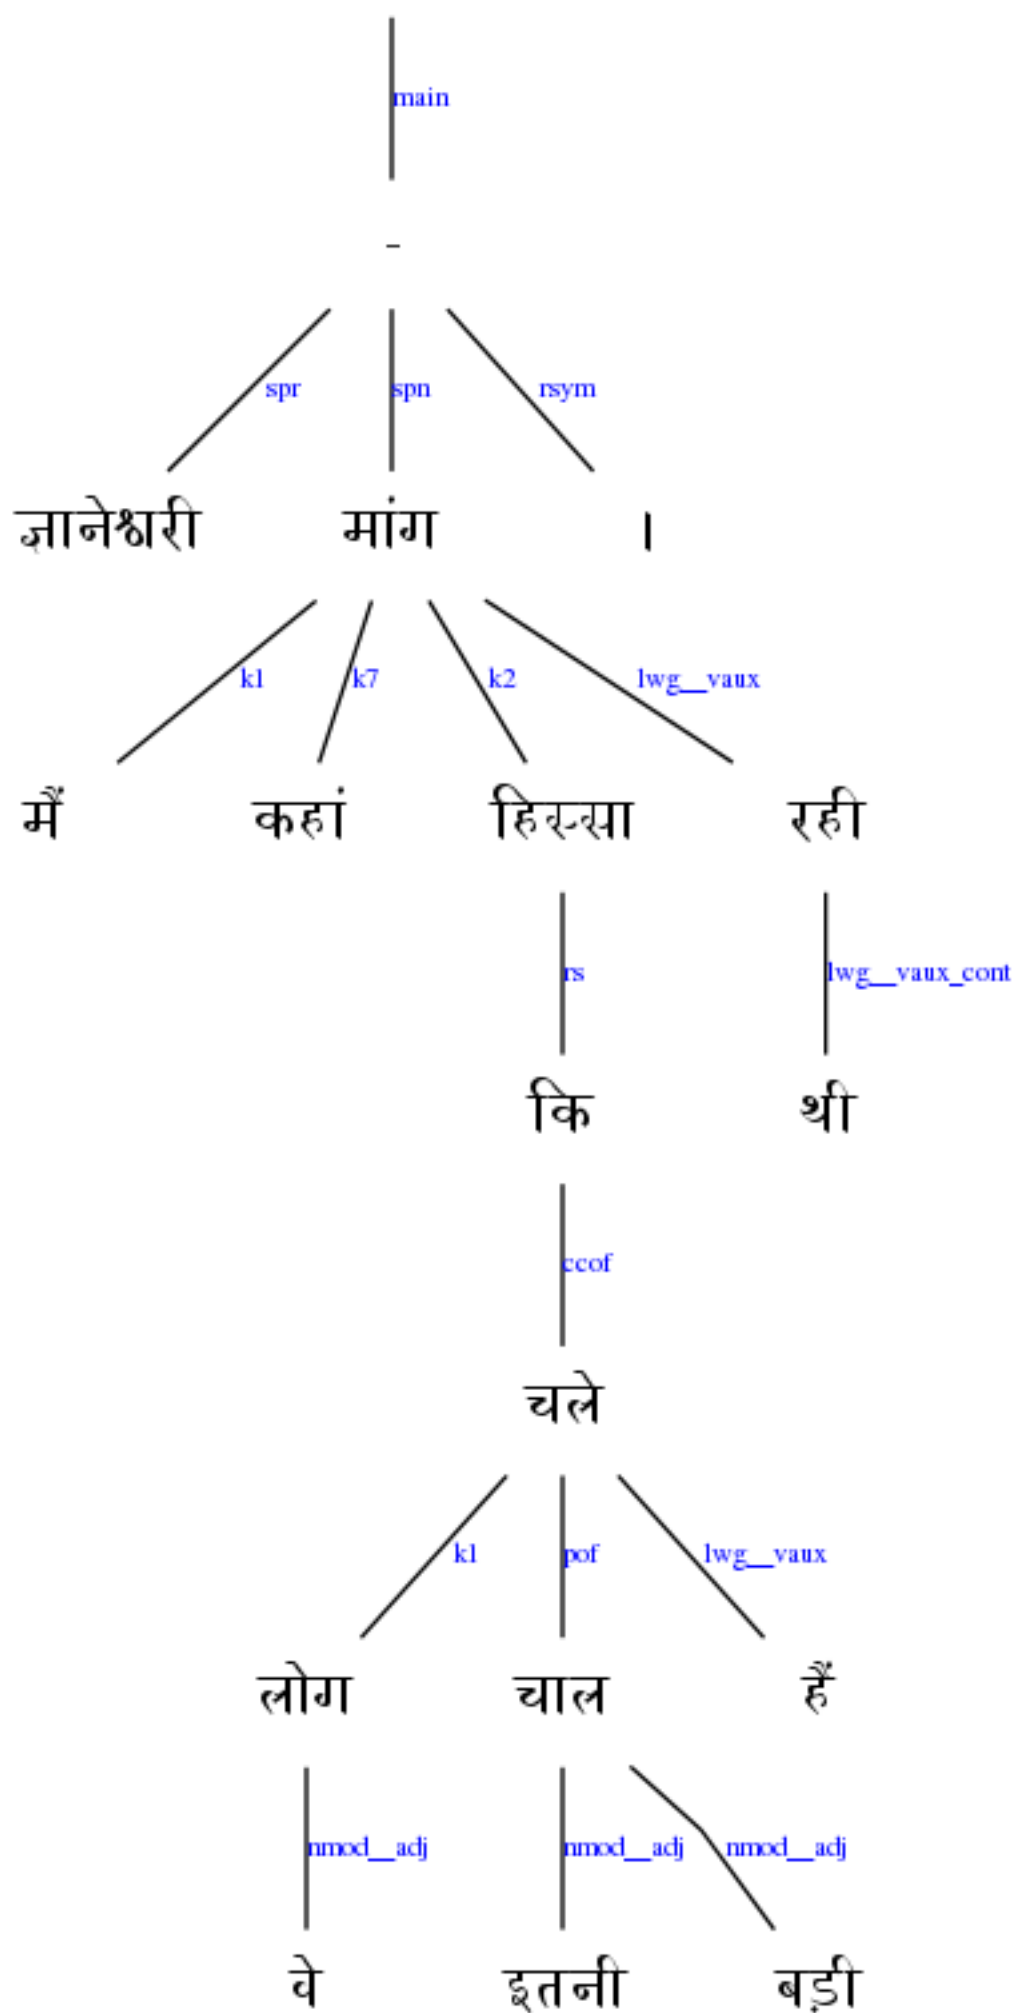 main
-
spr spn rsym
ज्ञानेश्वरी मांग ।
k1 k7 k2 lwg__vaux
मैं कहां हिस्सा रही
rs lwg__vaux_cont
कि थी
ccof
चले
k1 pof lwg__vaux
लोग चाल हैं
nmod__adj nmod__adj nmod__adj
वे इतनी बड़ी